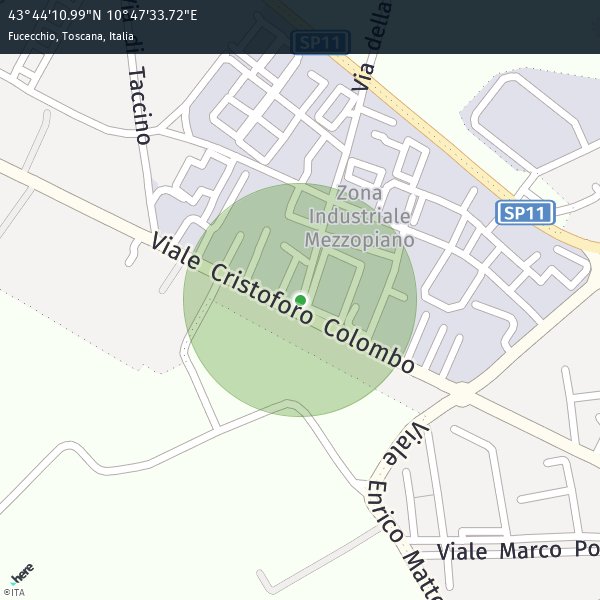 43°44'10.99"N 10°47'33.72"E
Fucecchio, Toscana, Italia
SP11
Via della
Taccino
Zona
Industriale
Mezzopiano
SP11
Viale Cristoforo Colombo
Viale Enrico Matte
Viale Marco Po
here
©ITA